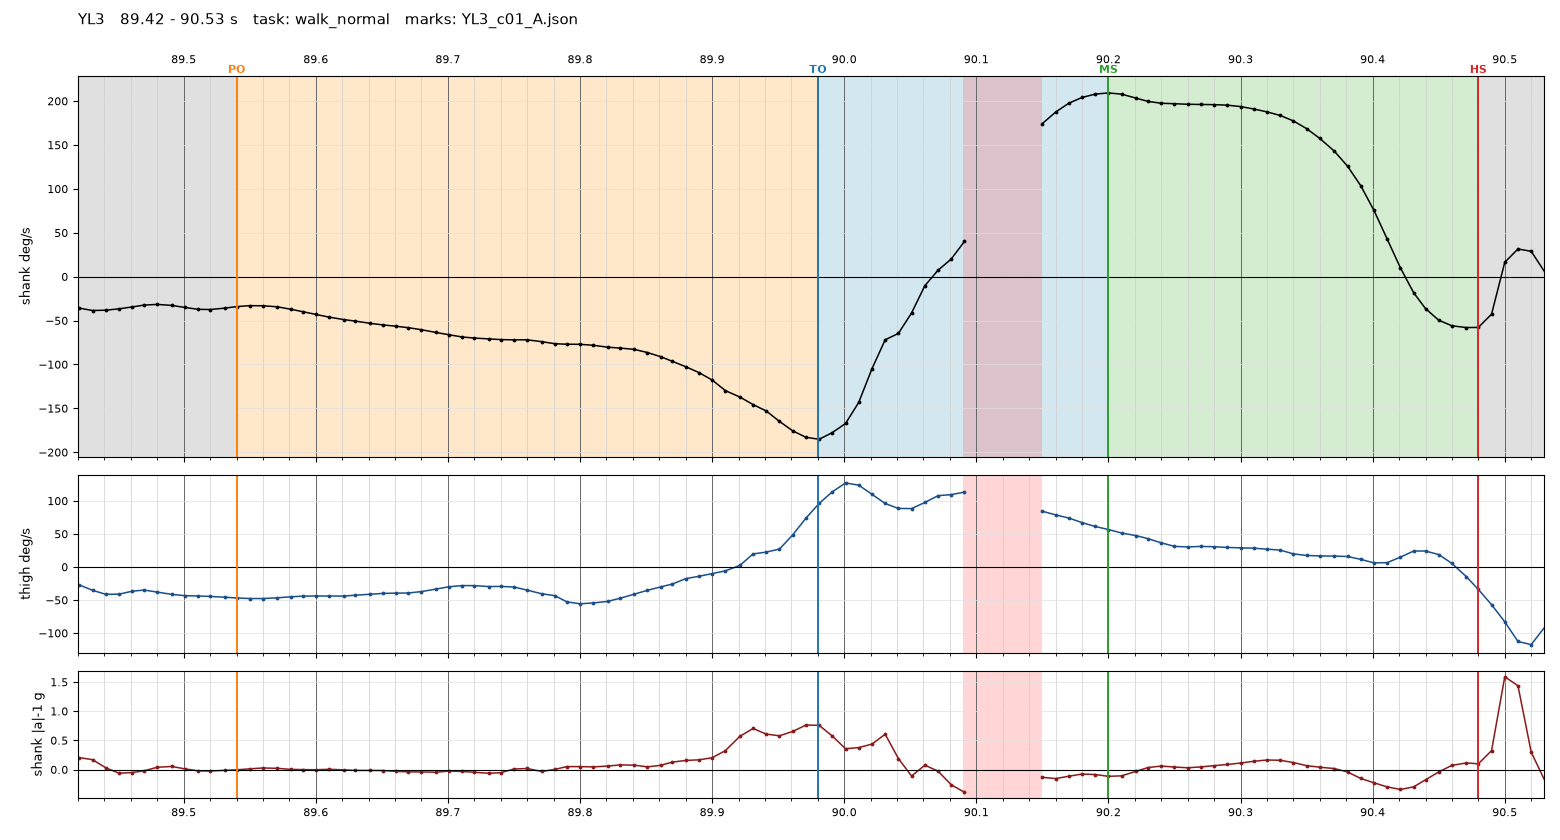 YL3   89.42 - 90.53 s   task: walk_normal   marks: YL3_c01_A.json
89.5 89.6 89.7 89.8 89.9 90.0 90.1 90.2 90.3 90.4 90.5
PO TO MS HS
shank deg/s
200
150
100
50
0
−50
−100
−150
−200
thigh deg/s
100
50
0
−50
−100
shank |a|-1 g
1.5
1.0
0.5
0.0
89.5 89.6 89.7 89.8 89.9 90.0 90.1 90.2 90.3 90.4 90.5